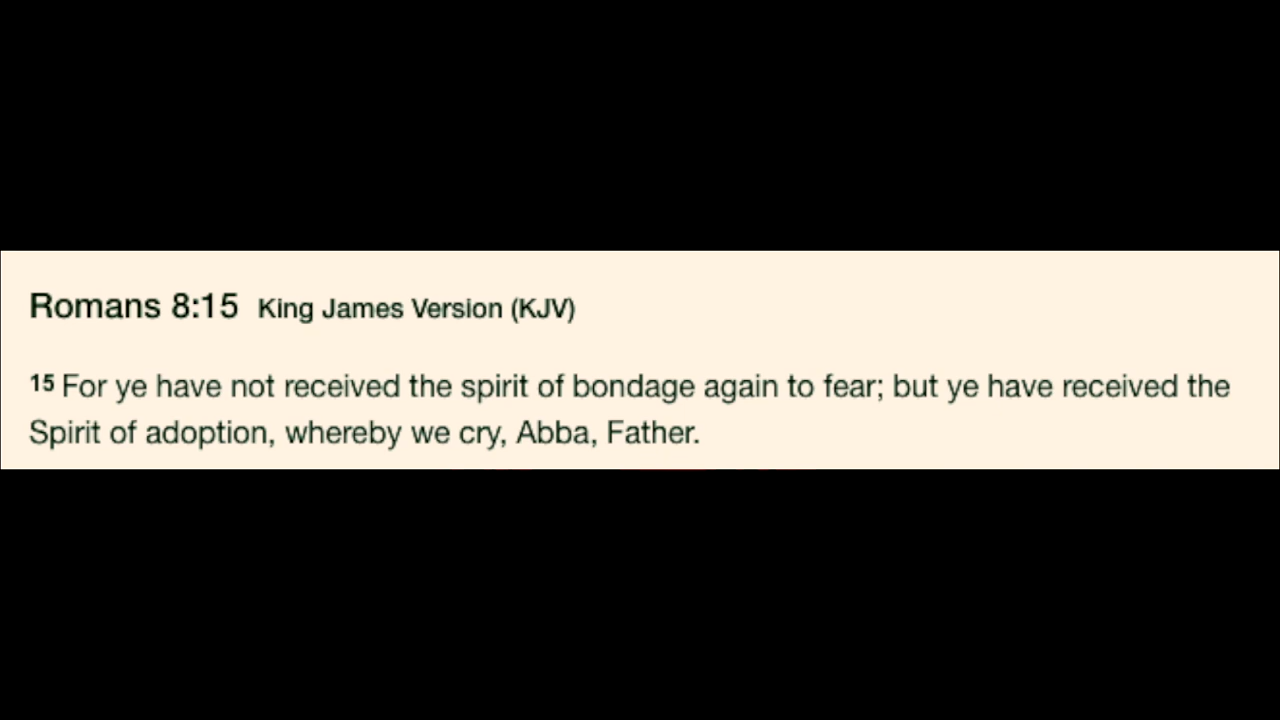 Romans 8:15 King James Version (KJV)
15 For ye have not received the spirit of bondage again to fear; but ye have received the
Spirit of adoption, whereby we cry, Abba, Father.